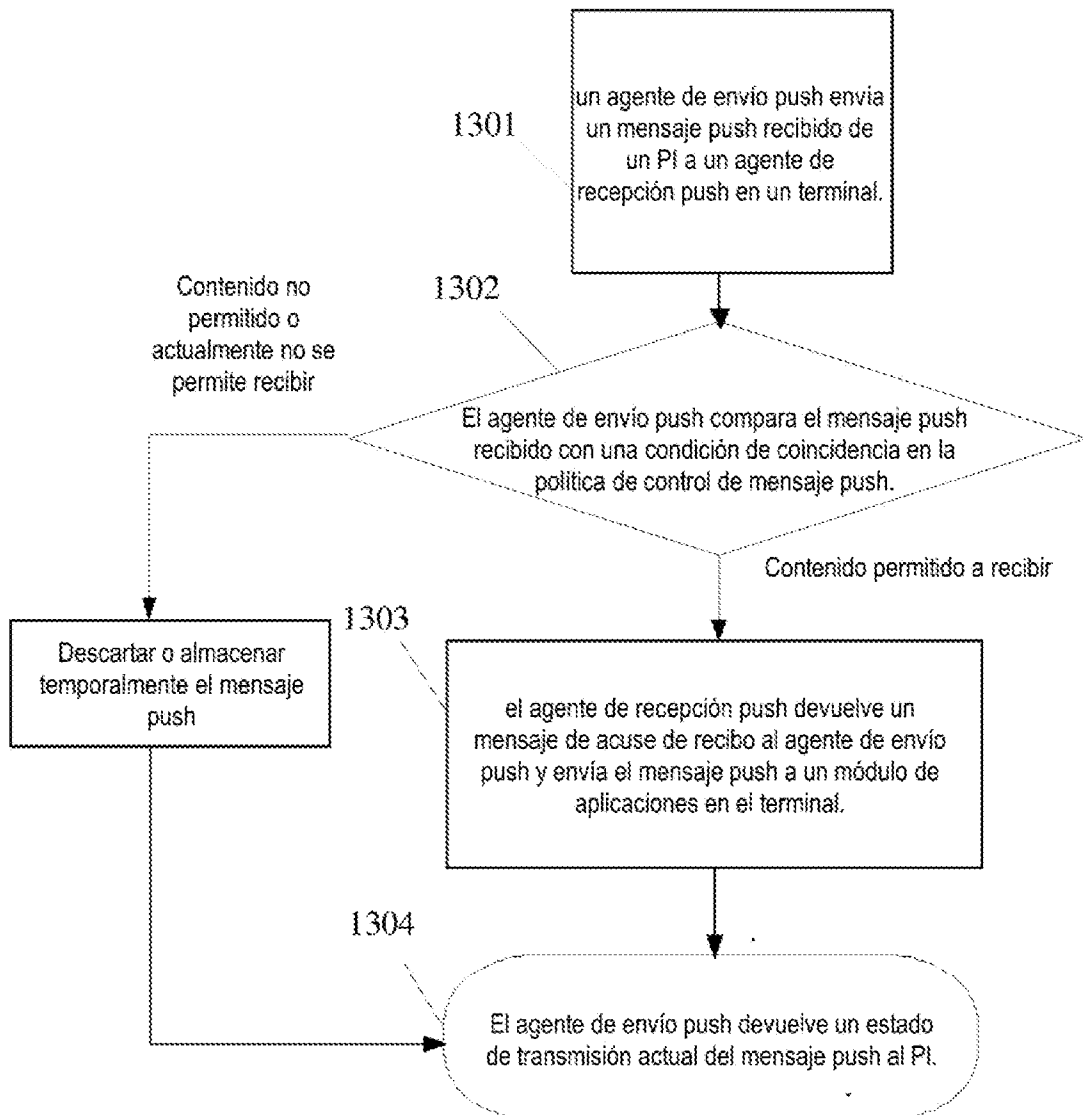 un agente de envío push envía
un mensaje push recibido de
un PI a un agente de
recepción push en un terminal.
1301
1302
Contenido no
permitido o
actualmente no se
permite recibir
El agente de envío push compara el mensaje push
recibido con una condición de coincidencia en la
política de control de mensaje push.
Contenido permitido a recibir
1303
Descartar o almacenar
temporalmente el mensaje
push
el agente de recepción push devuelve un
mensaje de acuse de recibo al agente de envío
push y envía el mensaje push a un módulo de
aplicaciones en el terminal.
1304
El agente de envío push devuelve un estado
de transmisión actual del mensaje push al PI.